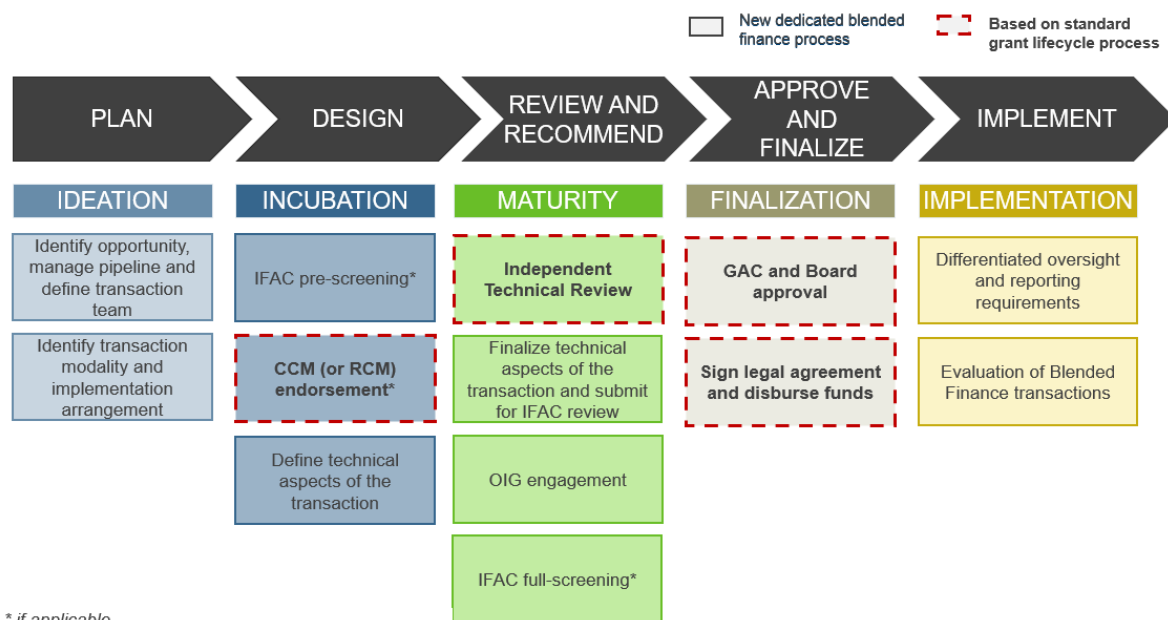 New dedicated blended
finance process
Based on standard
grant lifecycle process
PLAN
DESIGN
REVIEW AND
RECOMMEND
APPROVE
AND
FINALIZE
IMPLEMENT
IDEATION
Identify opportunity,
manage pipeline and
define transaction
team
Identify transaction
modality and
implementation
arrangement
INCUBATION
IFAC pre-screening*
CCM (or RCM)
endorsement*
Define technical
aspects of the
transaction
MATURITY
Independent
Technical Review
Finalize technical
aspects of the
transaction and submit
for IFAC review
OIG engagement
IFAC full-screening*
FINALIZATION
GAC and Board
approval
Sign legal agreement
and disburse funds
IMPLEMENTATION
Differentiated oversight
and reporting
requirements
Evaluation of Blended
Finance transactions
* if applicable